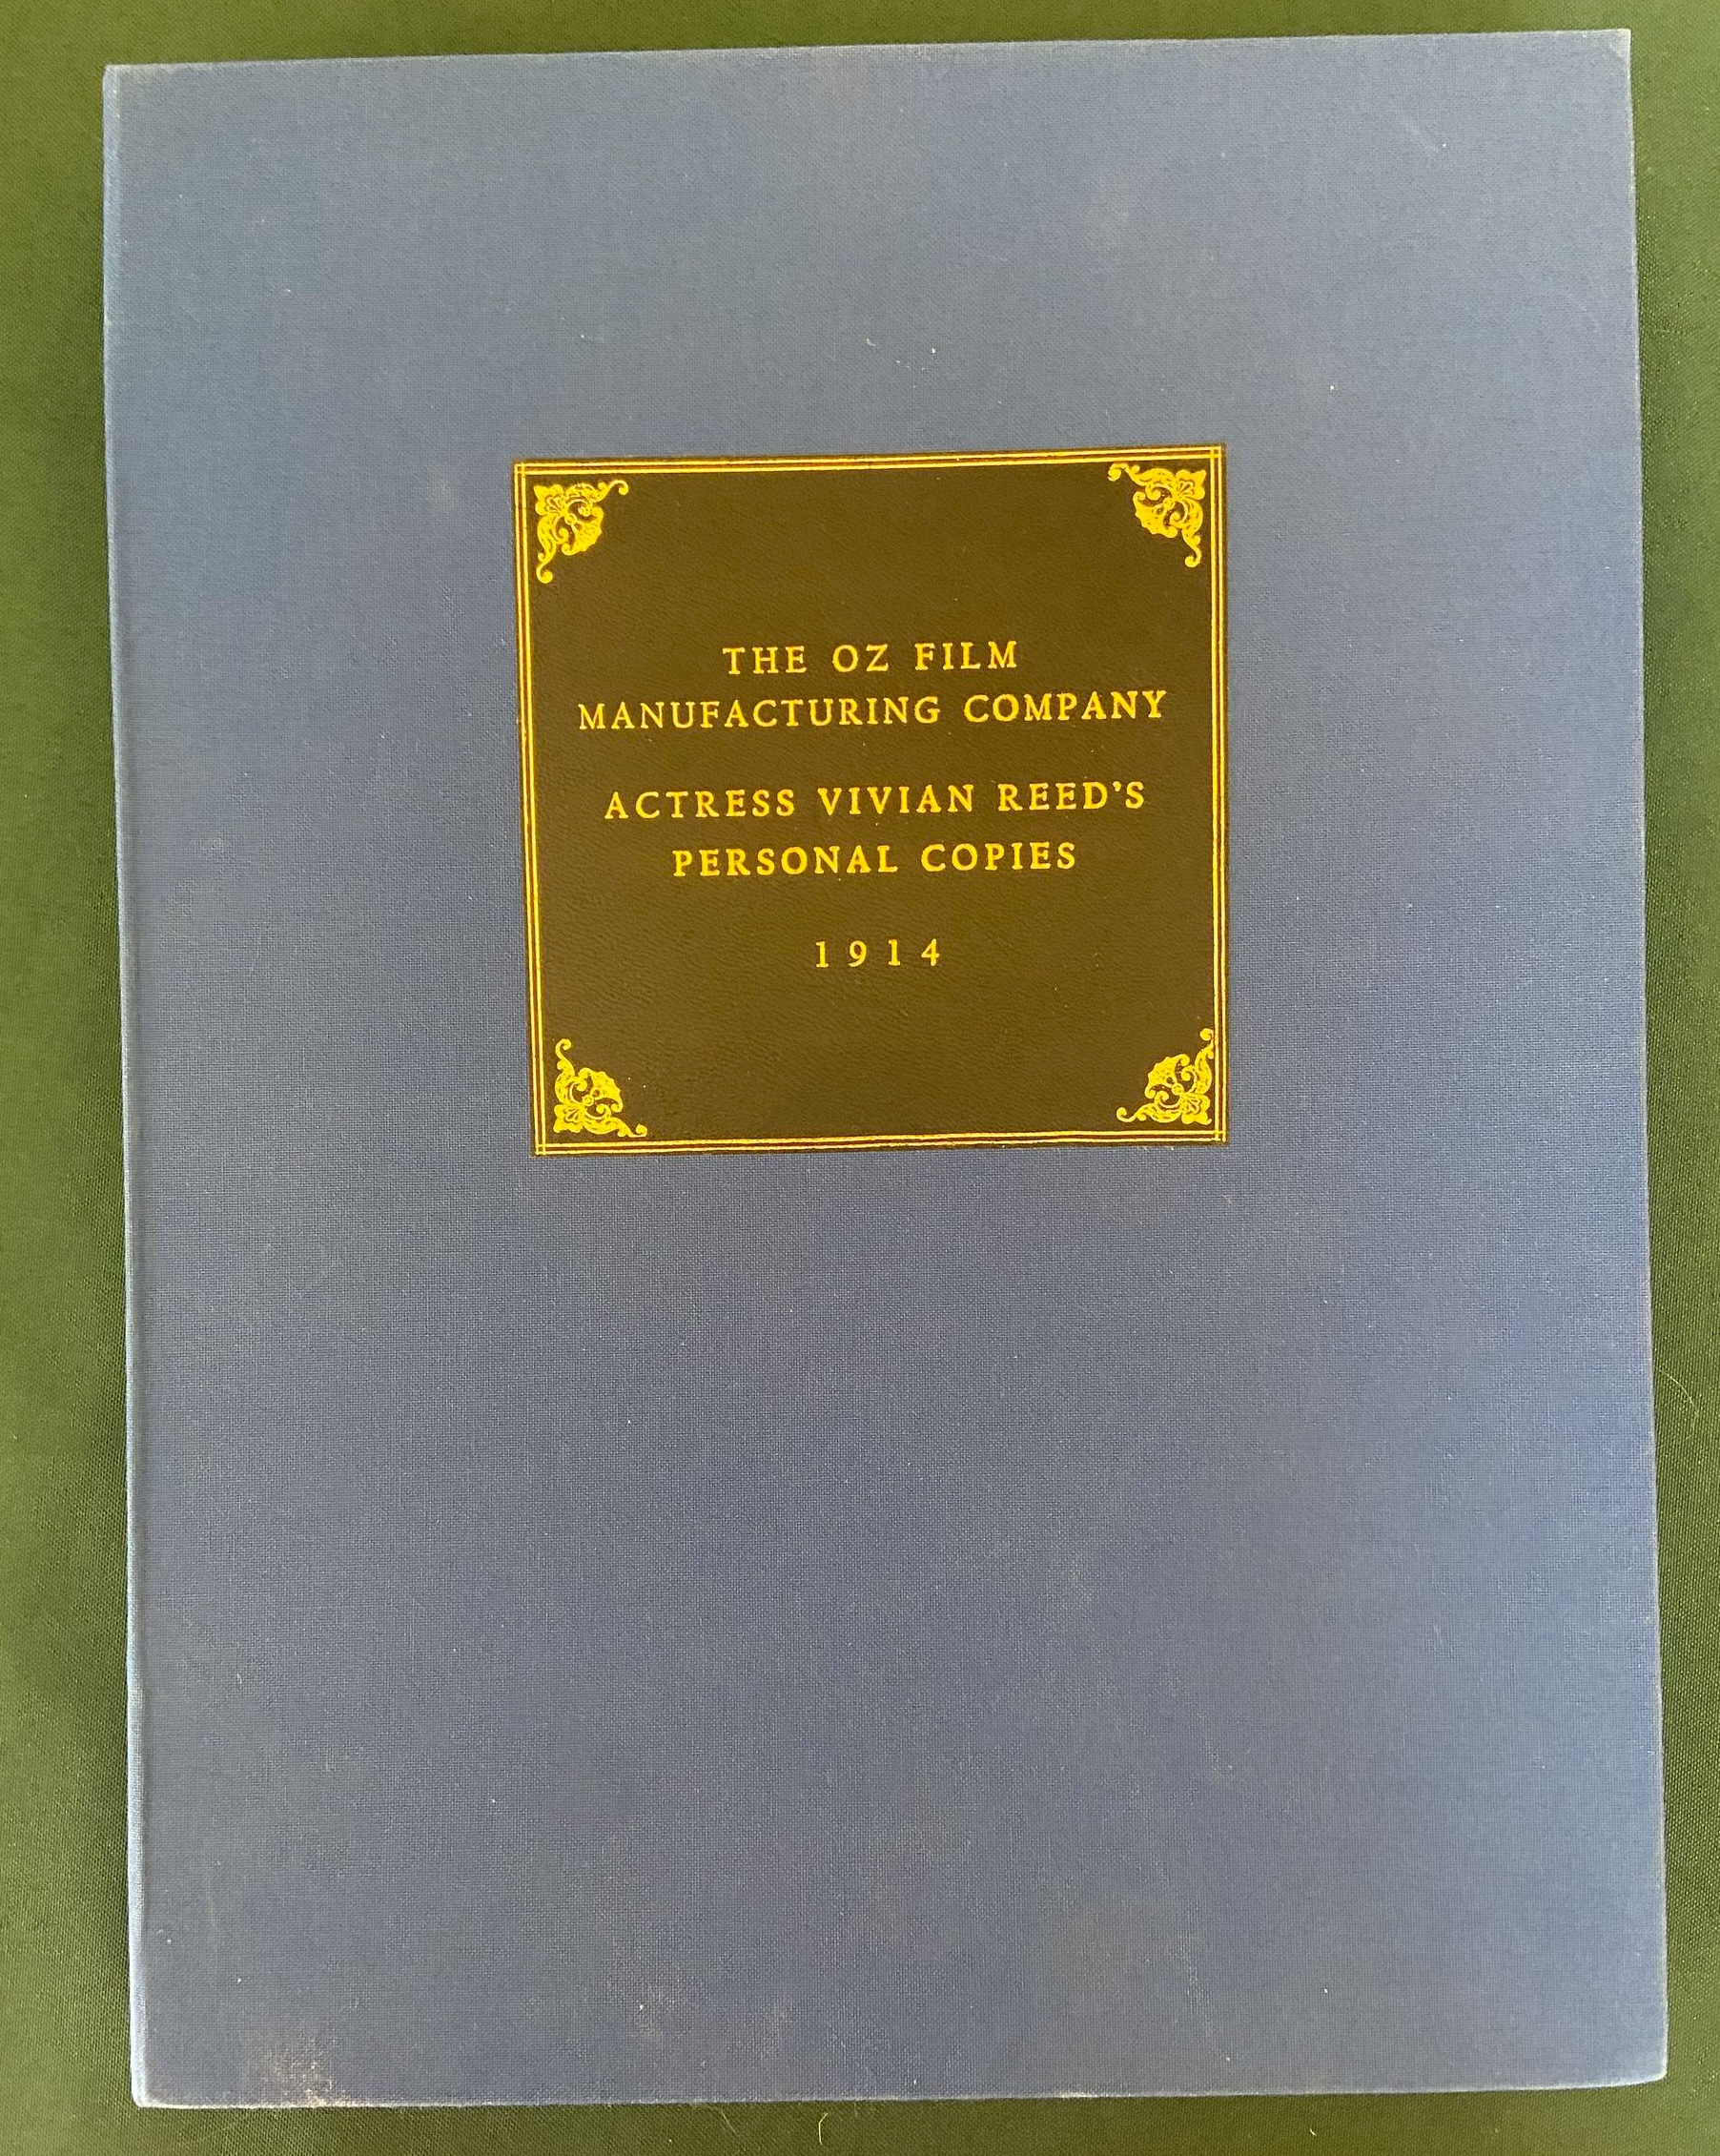 THE OZ FILM
MANUFACTURING COMPANY
ACTRESS VIVIAN REED'S
PERSONAL COPIES
1914